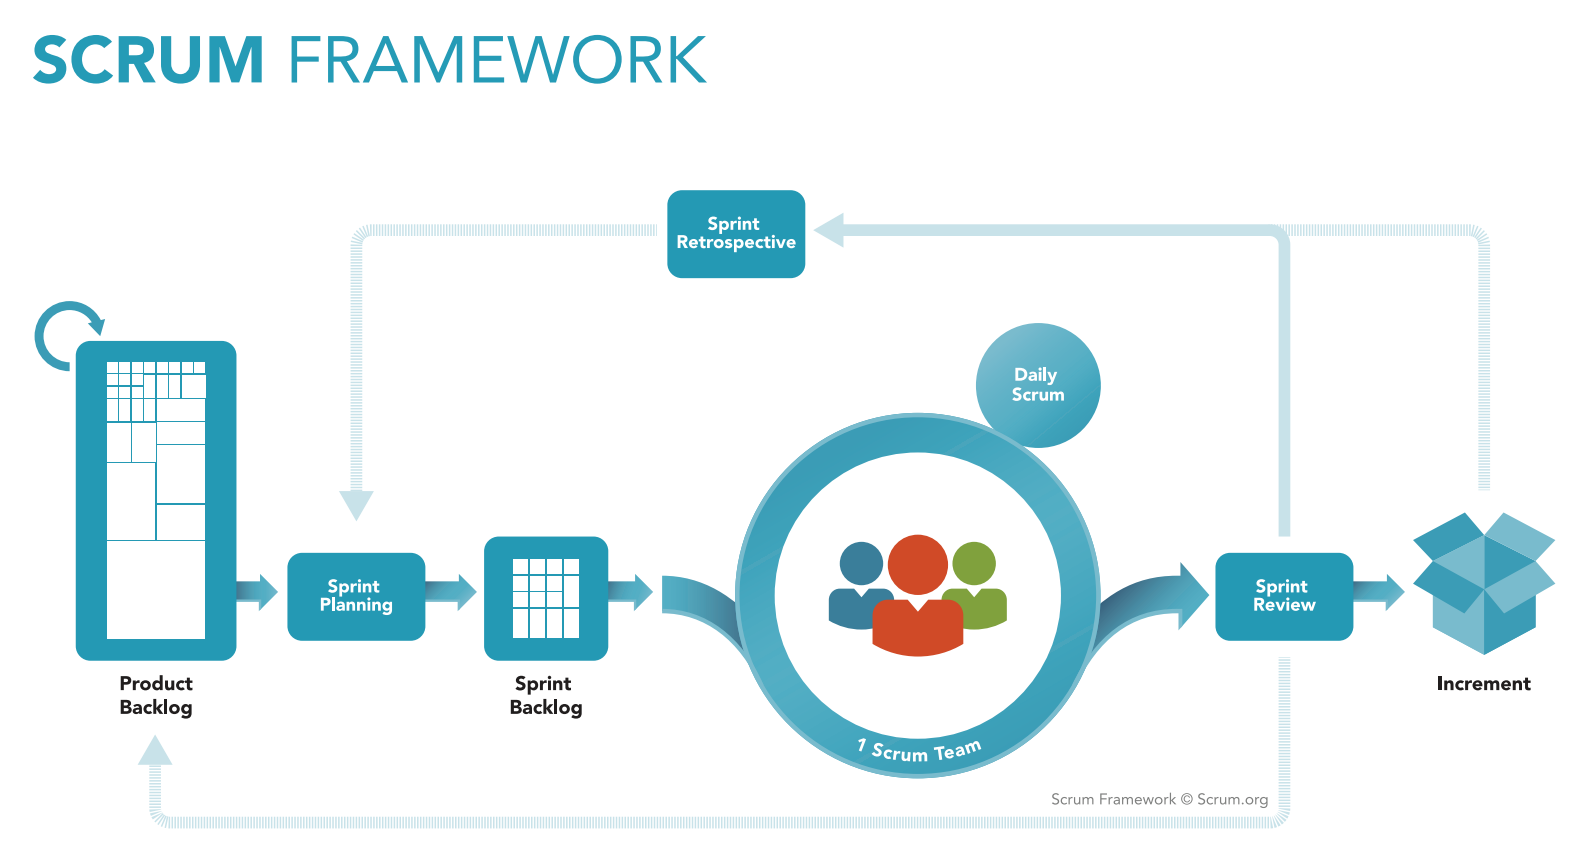 SCRUM FRAMEWORK
Sprint
Retrospective
Daily
Scrum
Sprint
Planning
Sprint
Review
Product
Backlog
Sprint
Backlog
Increment
1 Scrum Team
Scrum Framework © Scrum.org